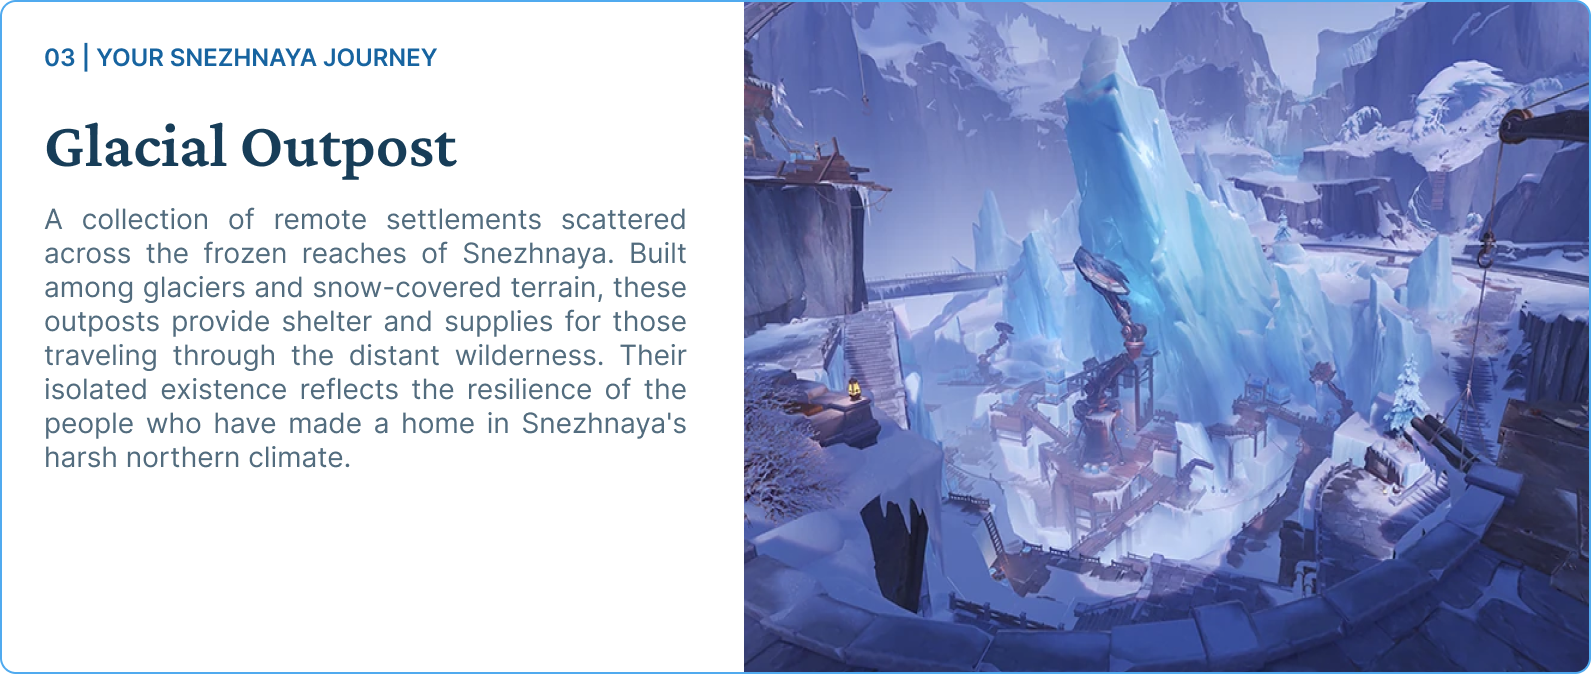 03 | YOUR SNEZHNAYA JOURNEY
Glacial Outpost
A collection of remote settlements scattered
across the frozen reaches of Snezhnaya. Built
among glaciers and snow-covered terrain, these
outposts provide shelter and supplies for those
traveling through the distant wilderness. Their
isolated existence reflects the resilience of the
people who have made a home in Snezhnaya's
harsh northern climate.